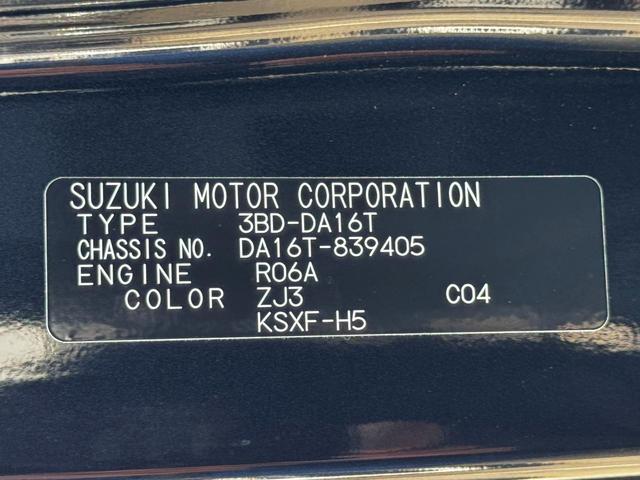 SUZUKI MOTOR CORPORATION
TYPE 3BD-DA16T
CHASSIS NO. DA16T-839405
ENGINE R06A
COLOR ZJ3 C04
KSXF-H5